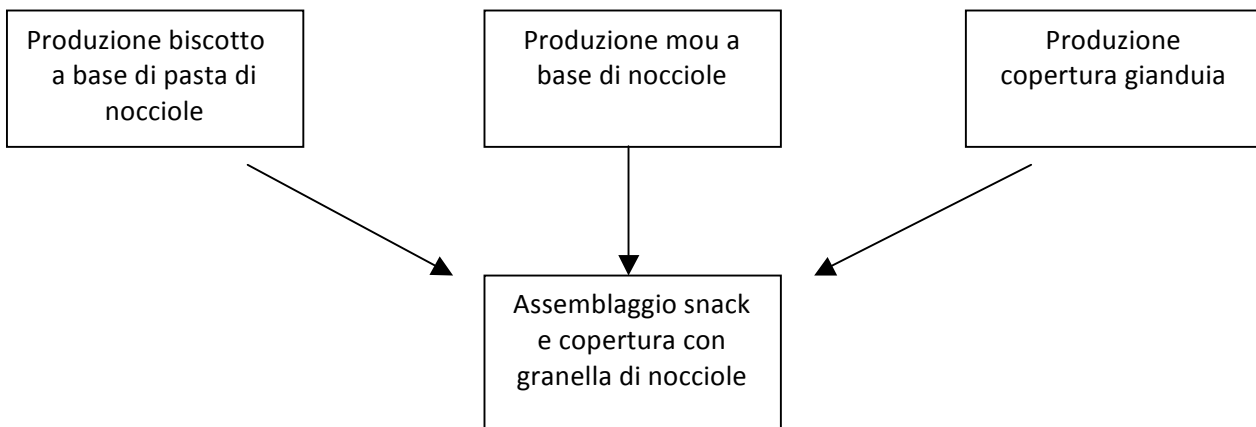 Produzione biscotto
a base di pasta di
nocciole
Produzione mou a
base di nocciole
Produzione
copertura gianduia
Assemblaggio snack
e copertura con
granella di nocciole